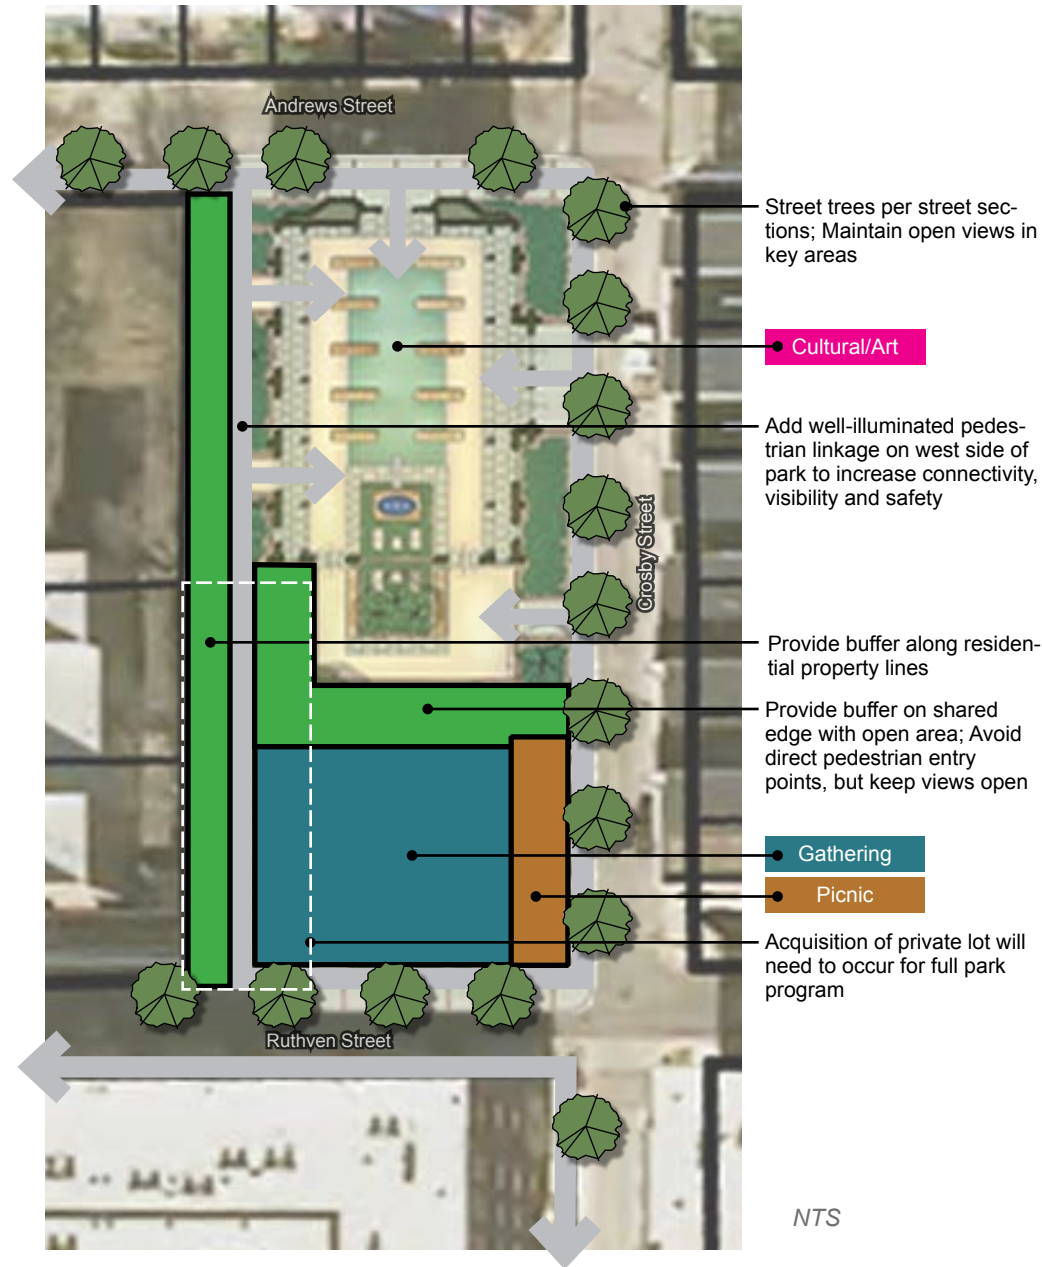 Andrews Street
Street trees per street sec-
tions; Maintain open views in
key areas
Cultural/Art
Add well-illuminated pedes-
trian linkage on west side of
park to increase connectivity,
visibility and safety
Crosby Street
Provide buffer along residen-
tial property lines
Provide buffer on shared
edge with open area; Avoid
direct pedestrian entry
points, but keep views open
Gathering
Picnic
Acquisition of private lot will
need to occur for full park
program
Ruthven Street
NTS